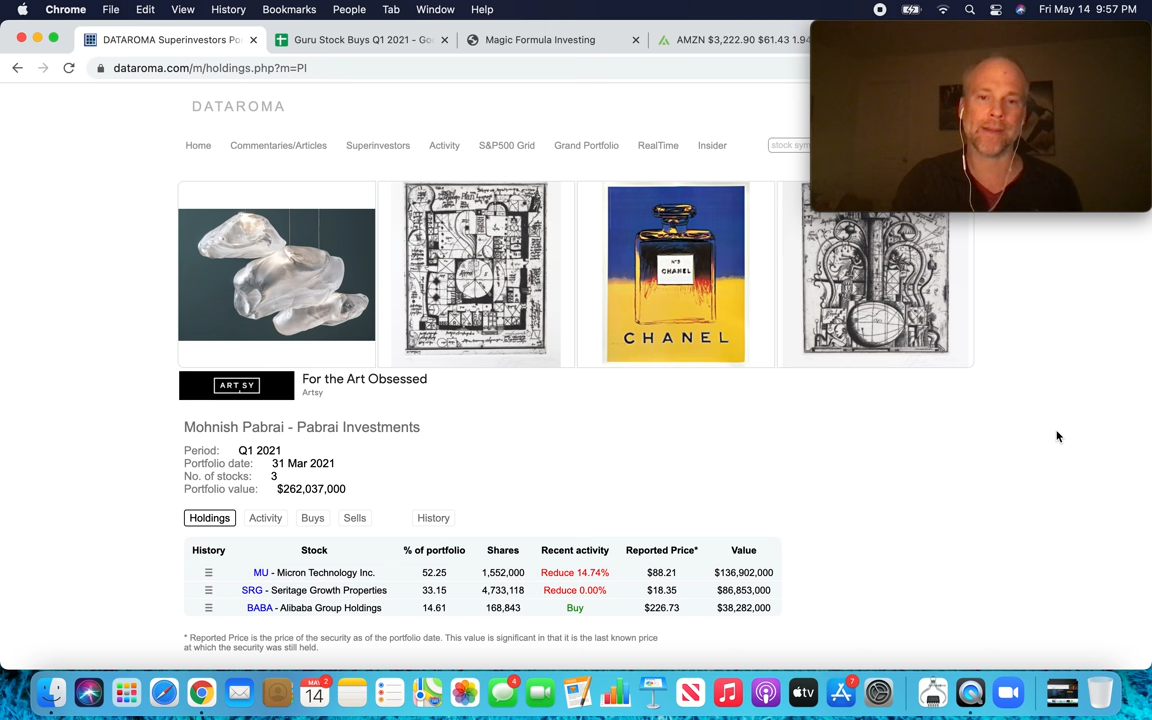 Chrome File Edit View History Bookmarks People Tab Window Help Fri May 14 9:57 PM
DATAROMA Superinvestors Po Guru Stock Buys Q1 2021 - Go Magic Formula Investing AMZN $3,222.90 $61.43 1.94
dataroma.com/m/holdings.php?m=PI
DATAROMA
Home Commentaries/Articles Superinvestors Activity S&P500 Grid Grand Portfolio RealTime Insider stock sym
N°5
CHANEL
CHANEL
ARTSY
For the Art Obsessed
Artsy
Mohnish Pabrai - Pabrai Investments
Period: Q1 2021
Portfolio date: 31 Mar 2021
No. of stocks: 3
Portfolio value: $262,037,000
Holdings Activity Buys Sells History
History Stock % of portfolio Shares Recent activity Reported Price* Value
≡ MU - Micron Technology Inc. 52.25 1,552,000 Reduce 14.74% $88.21 $136,902,000
≡ SRG - Seritage Growth Properties 33.15 4,733,118 Reduce 0.00% $18.35 $86,853,000
≡ BABA - Alibaba Group Holdings 14.61 168,843 Buy $226.73 $38,282,000
* Reported Price is the price of the security as of the portfolio date. This value is significant in that it is the last known price
at which the security was still held.
MAY 2 4 7
14 tv